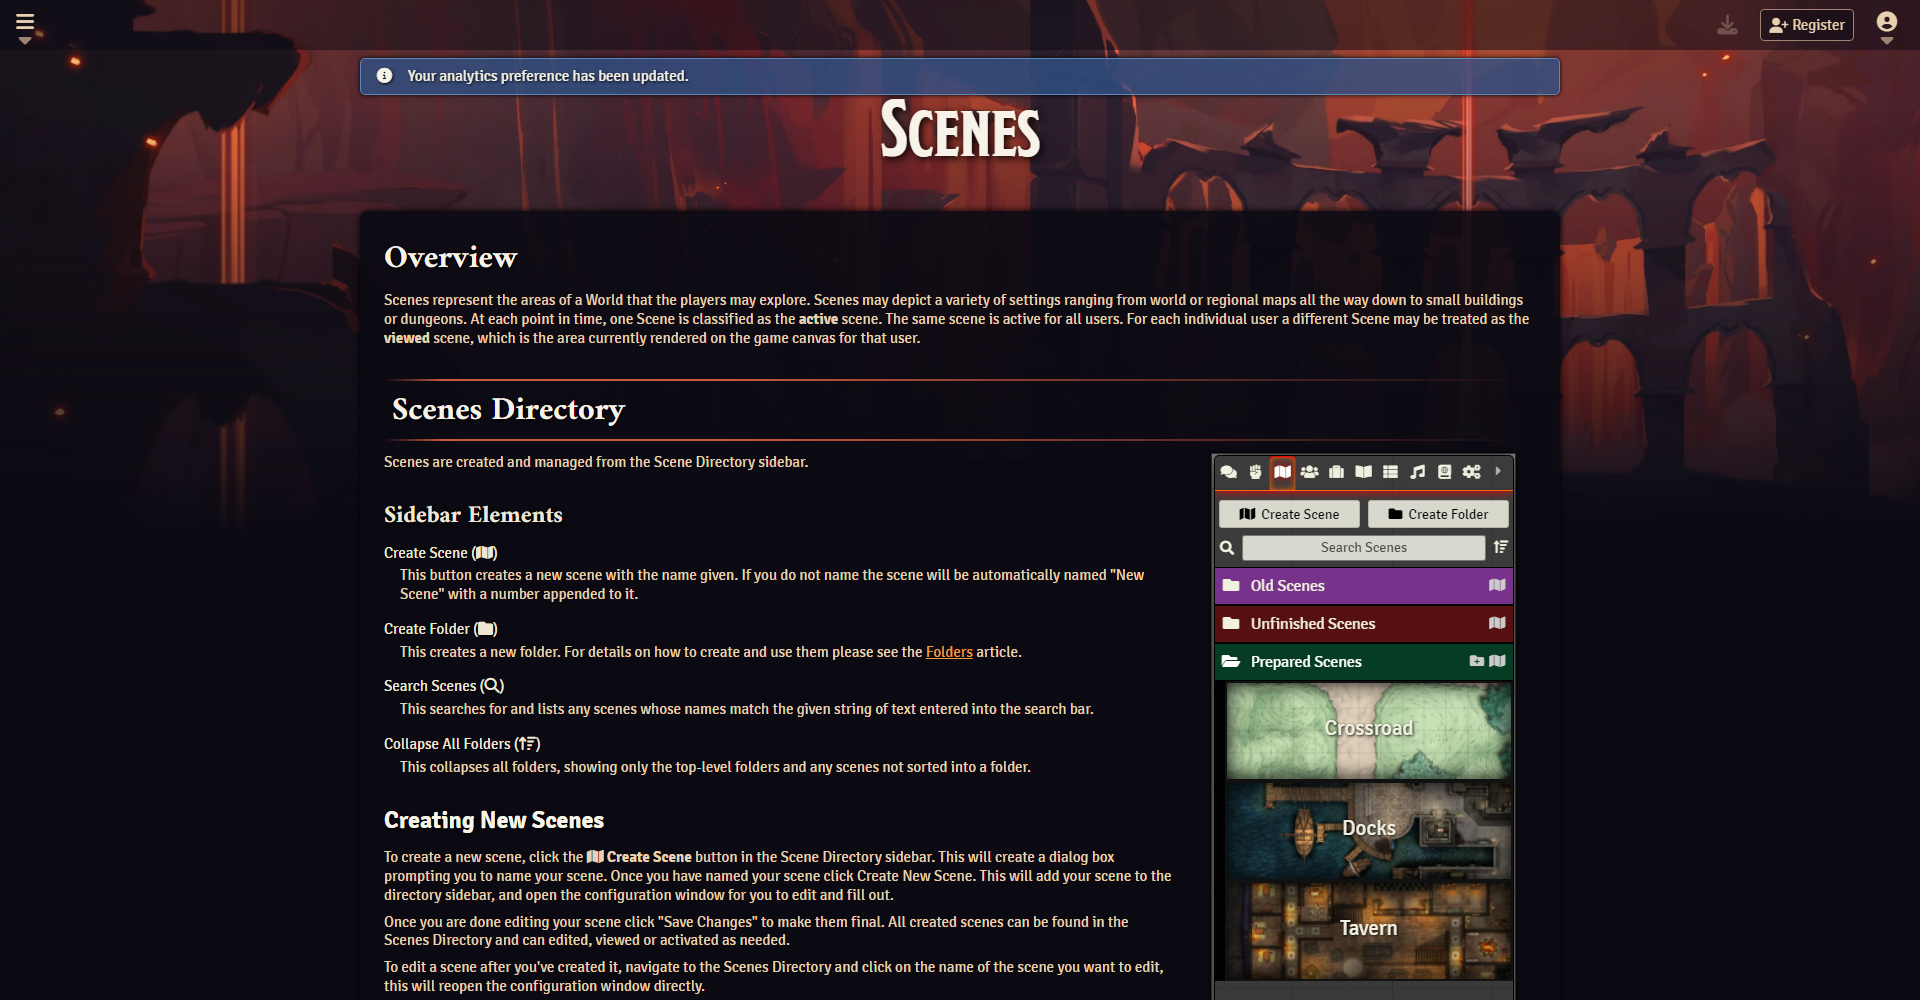 Register
Your analytics preference has been updated.
Scenes
Overview
Scenes represent the areas of a World that the players may explore. Scenes may depict a variety of settings ranging from world or regional maps all the way down to small buildings
or dungeons. At each point in time, one Scene is classified as the active scene. The same scene is active for all users. For each individual user a different Scene may be treated as the
viewed scene, which is the area currently rendered on the game canvas for that user.
Scenes Directory
Scenes are created and managed from the Scene Directory sidebar.
Sidebar Elements
Create Scene ()
This button creates a new scene with the name given. If you do not name the scene will be automatically named "New
Scene" with a number appended to it.
Create Folder ()
This creates a new folder. For details on how to create and use them please see the Folders article.
Search Scenes ()
This searches for and lists any scenes whose names match the given string of text entered into the search bar.
Collapse All Folders ()
This collapses all folders, showing only the top-level folders and any scenes not sorted into a folder.
Creating New Scenes
To create a new scene, click the Create Scene button in the Scene Directory sidebar. This will create a dialog box
prompting you to name your scene. Once you have named your scene click Create New Scene. This will add your scene to the
directory sidebar, and open the configuration window for you to edit and fill out.
Once you are done editing your scene click "Save Changes" to make them final. All created scenes can be found in the
Scenes Directory and can edited, viewed or activated as needed.
To edit a scene after you've created it, navigate to the Scenes Directory and click on the name of the scene you want to edit,
this will reopen the configuration window directly.
Create Scene
Create Folder
Search Scenes
Old Scenes
Unfinished Scenes
Prepared Scenes
Crossroad
Docks
Tavern